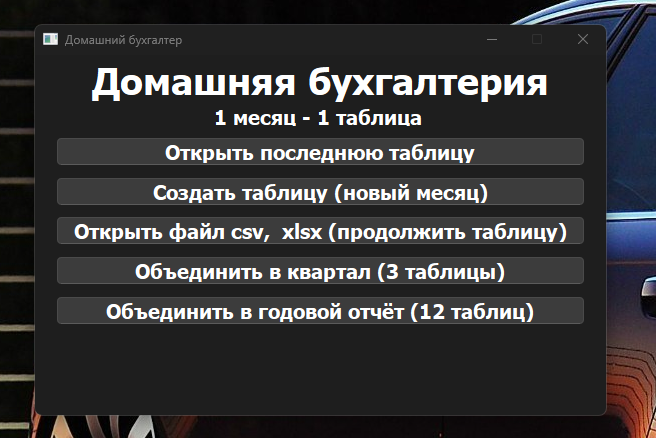 Домашний бухгалтер
Домашняя бухгалтерия
1 месяц - 1 таблица
Открыть последнюю таблицу
Создать таблицу (новый месяц)
Открыть файл csv,  xlsx (продолжить таблицу)
Объединить в квартал (3 таблицы)
Объединить в годовой отчёт (12 таблиц)